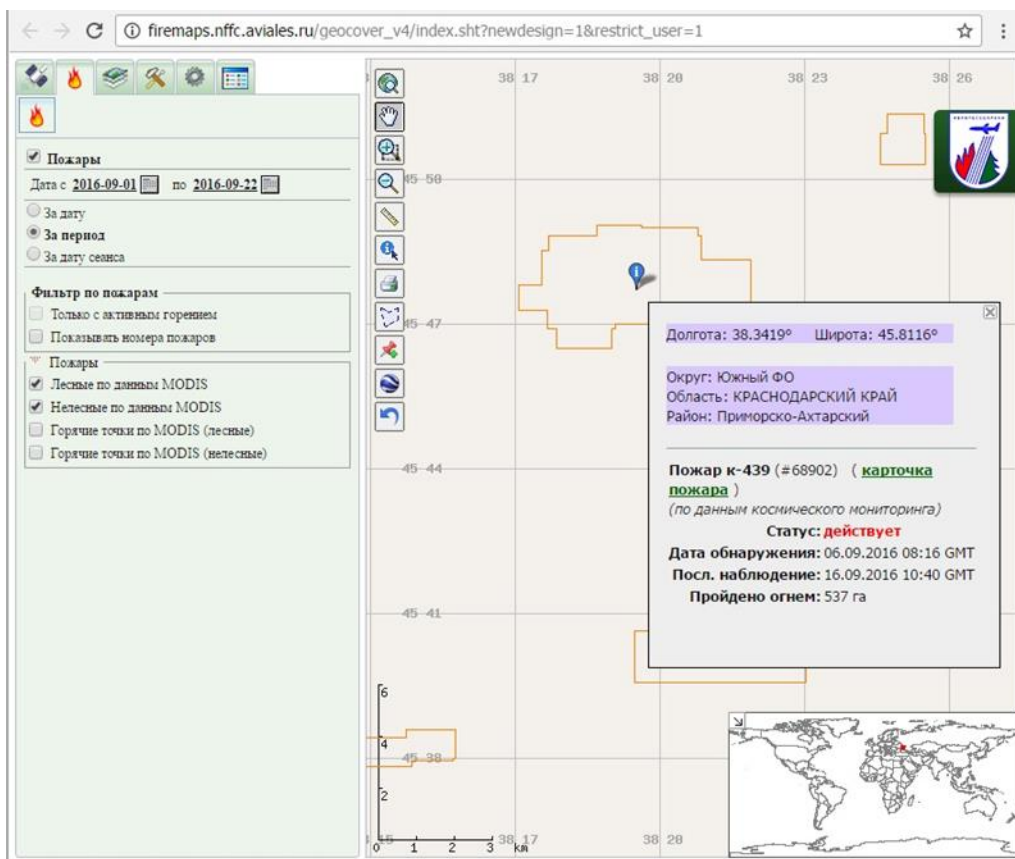 firemaps.nffc.aviales.ru/geocover_v4/index.sht?newdesign=1&restrict_user=1
Пожары
Дата с 2016-09-01 по 2016-09-22
За дату
За период
За дату сеанса
Фильтр по пожарам
Только с активным горением
Показывать номера пожаров
Пожары
Лесные по данным MODIS
Нелесные по данным MODIS
Горячие точки по MODIS (лесные)
Горячие точки по MODIS (нелесные)
38 17
38 20
38 23
38 26
45 50
45 47
45 44
45 41
45 38
Долгота: 38.3419° Широта: 45.8116°
Округ: Южный ФО
Область: КРАСНОДАРСКИЙ КРАЙ
Район: Приморско-Ахтарский
Пожар к-439 (#68902) ( карточка
пожара )
(по данным космического мониторинга)
Статус: действует
Дата обнаружения: 06.09.2016 08:16 GMT
Посл. наблюдение: 16.09.2016 10:40 GMT
Пройдено огнем: 537 га
6
4
2
0 1 2 3 км
38 17
38 20